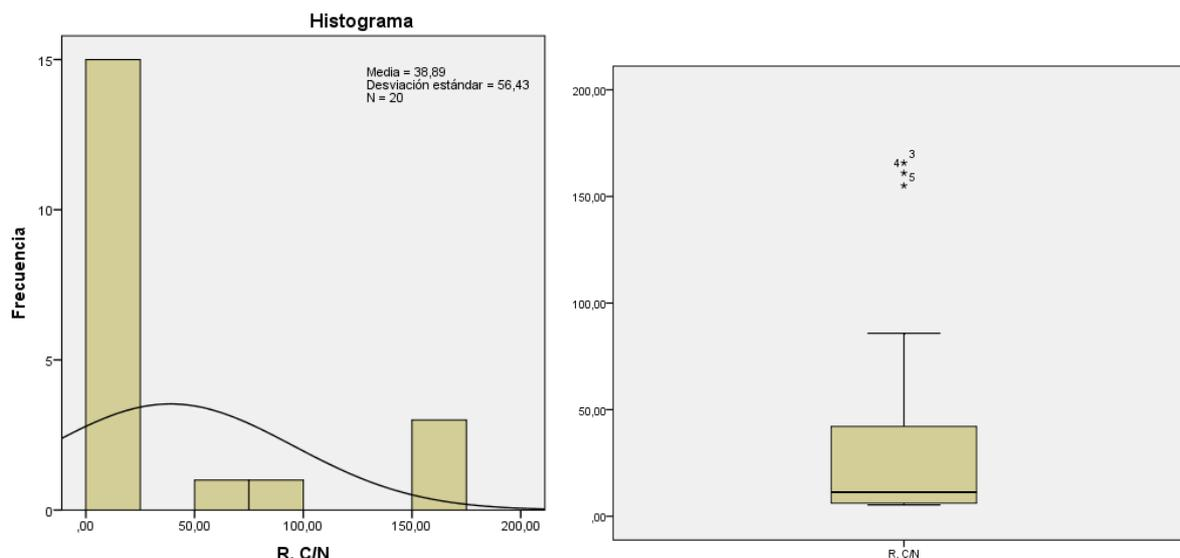 Histograma
Media = 38,89
Desviación estándar = 56,43
N = 20
Frecuencia
15
10
5
0
,00
50,00
100,00
150,00
200,00
R. C/N
200,00
150,00
100,00
50,00
,00
3
4
5
R. C/N